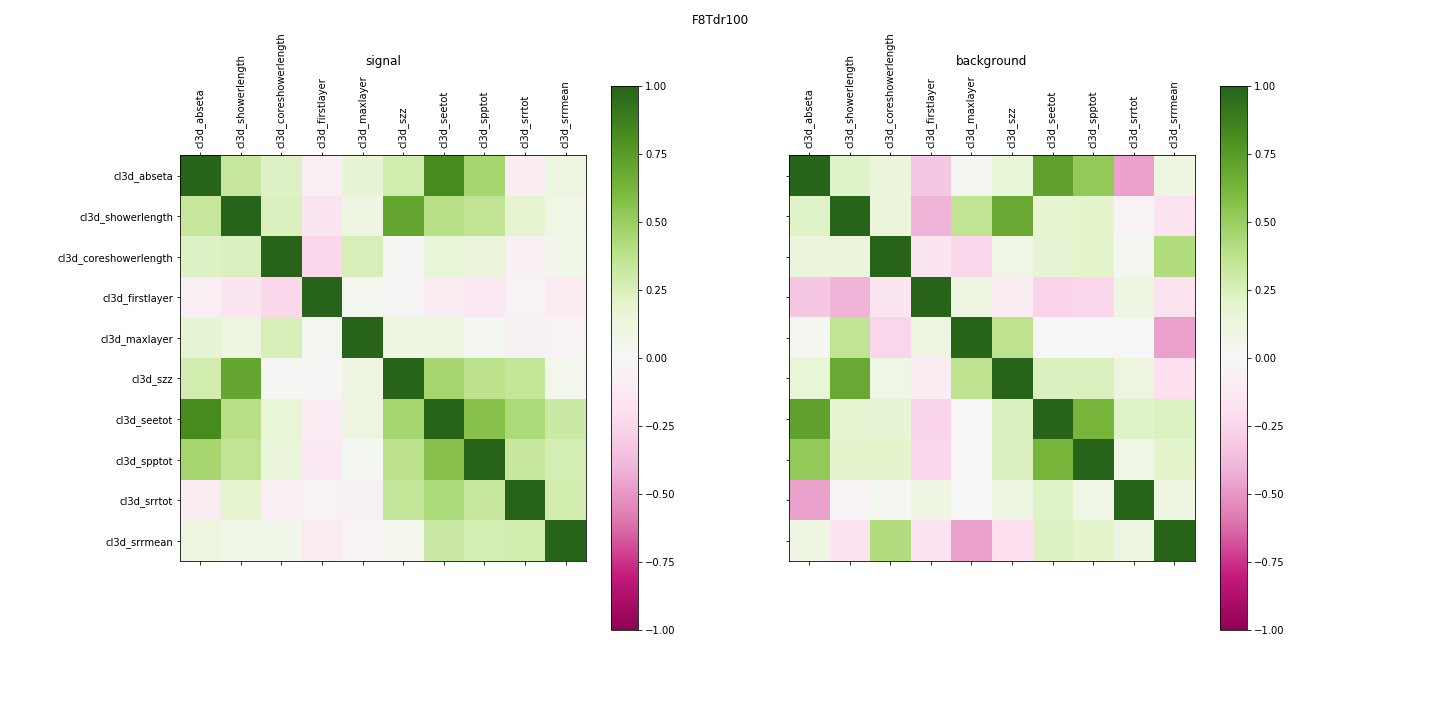 F8Tdr100
signal
cl3d_abseta
cl3d_showerlength
cl3d_coreshowerlength
cl3d_firstlayer
cl3d_maxlayer
cl3d_szz
cl3d_seetot
cl3d_spptot
cl3d_srrtot
cl3d_srrmean
cl3d_abseta
cl3d_showerlength
cl3d_coreshowerlength
cl3d_firstlayer
cl3d_maxlayer
cl3d_szz
cl3d_seetot
cl3d_spptot
cl3d_srrtot
cl3d_srrmean
1.00
0.75
0.50
0.25
0.00
−0.25
−0.50
−0.75
−1.00
background
cl3d_abseta
cl3d_showerlength
cl3d_coreshowerlength
cl3d_firstlayer
cl3d_maxlayer
cl3d_szz
cl3d_seetot
cl3d_spptot
cl3d_srrtot
cl3d_srrmean
1.00
0.75
0.50
0.25
0.00
−0.25
−0.50
−0.75
−1.00